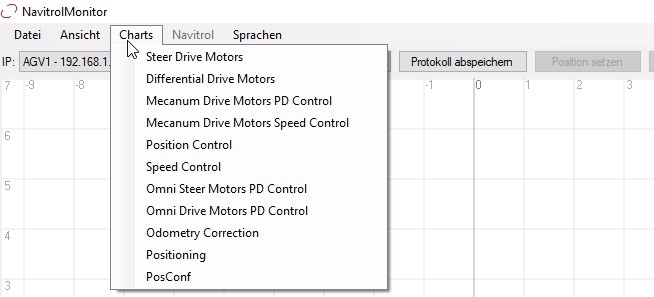 NavitrolMonitor
Datei Ansicht Charts Navitrol Sprachen
IP: AGV1 - 192.168.1. Protokoll abspeichern Position setzen
7 -9 -8 -1 0 1 2 3
Steer Drive Motors
Differential Drive Motors
Mecanum Drive Motors PD Control
6
Mecanum Drive Motors Speed Control
Position Control
Speed Control
5
Omni Steer Motors PD Control
Omni Drive Motors PD Control
4
Odometry Correction
Positioning
PosConf
3